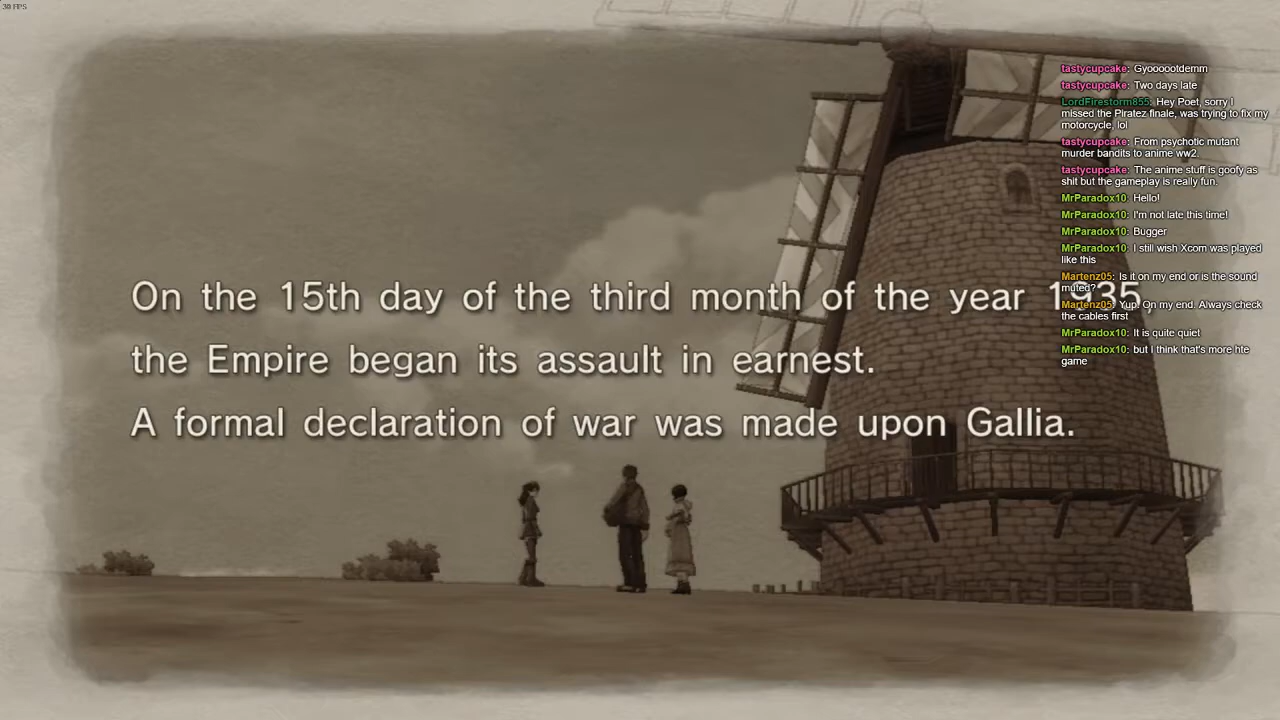 30 FPS
On the 15th day of the third month of the year 1935,
the Empire began its assault in earnest.
A formal declaration of war was made upon Gallia.
tastycupcake: Gyoooootdemm
tastycupcake: Two days late
LordFirestorm855: Hey Poet, sorry I
missed the Piratez finale, was trying to fix my
motorcycle, lol
tastycupcake: From psychotic mutant
murder bandits to anime ww2.
tastycupcake: The anime stuff is goofy as
shit but the gameplay is really fun.
MrParadox10: Hello!
MrParadox10: I'm not late this time!
MrParadox10: Bugger
MrParadox10: I still wish Xcom was played
like this
Martenz05: Is it on my end or is the sound
muted?
Martenz05: Yup. On my end. Always check
the cables first
MrParadox10: It is quite quiet
MrParadox10: but i think that's more hte
game